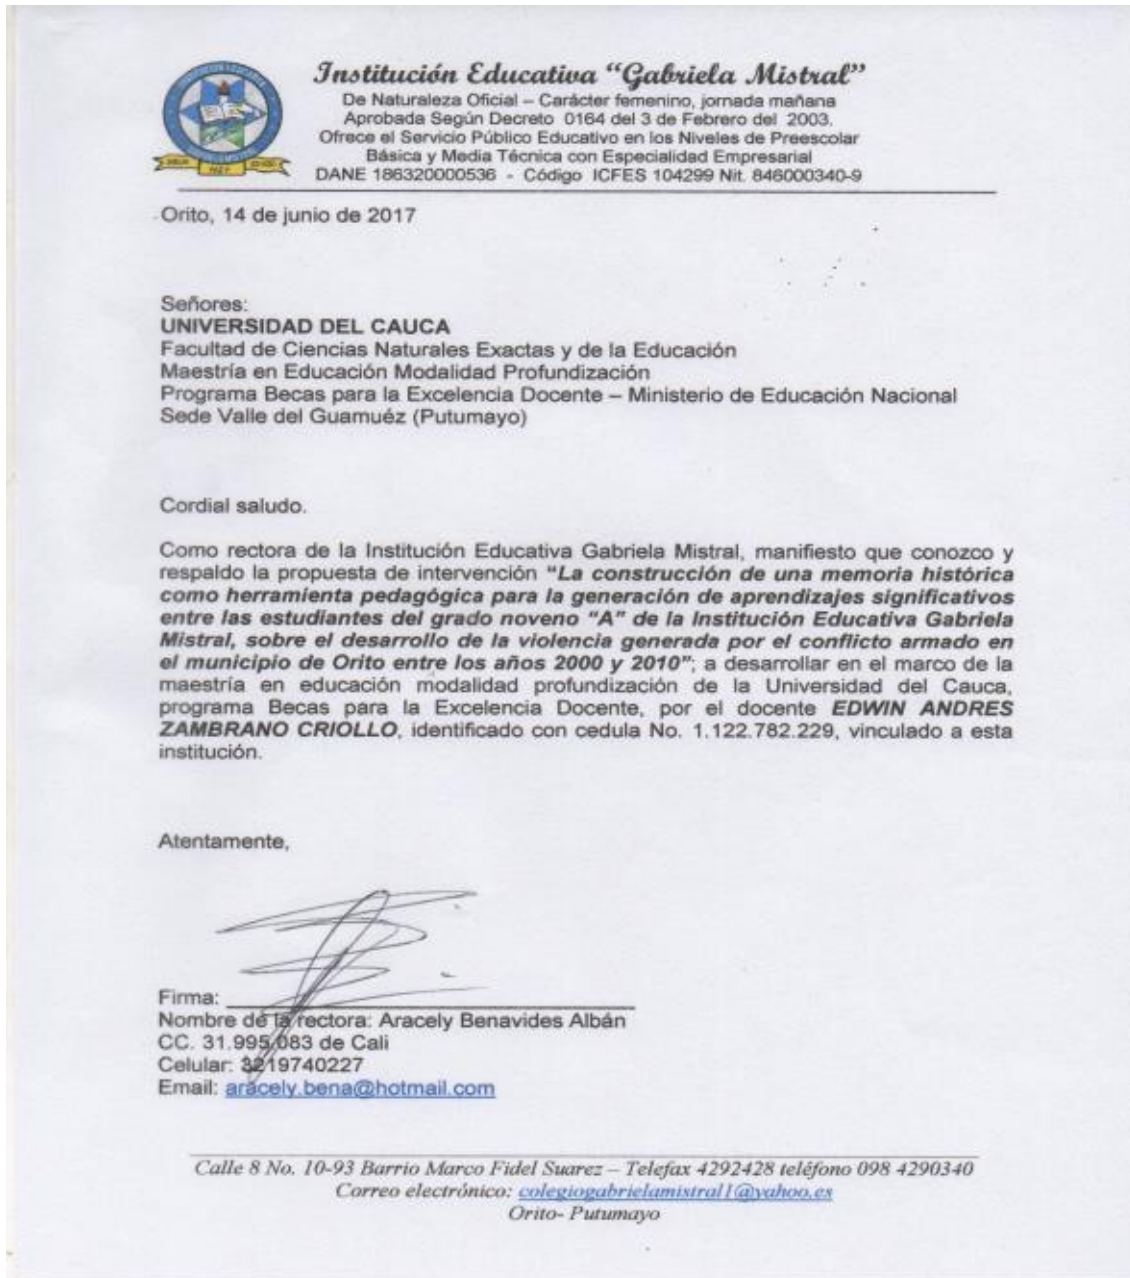 Institución Educativa “Gabriela Mistral”
De Naturaleza Oficial – Carácter femenino, jornada mañana
Aprobada Según Decreto 0164 del 3 de Febrero del 2003.
Ofrece el Servicio Público Educativo en los Niveles de Preescolar
Básica y Media Técnica con Especialidad Empresarial
DANE 186320000536 - Código ICFES 104299 Nit. 846000340-9
Orito, 14 de junio de 2017
Señores:
UNIVERSIDAD DEL CAUCA
Facultad de Ciencias Naturales Exactas y de la Educación
Maestría en Educación Modalidad Profundización
Programa Becas para la Excelencia Docente – Ministerio de Educación Nacional
Sede Valle del Guamuéz (Putumayo)
Cordial saludo.
Como rectora de la Institución Educativa Gabriela Mistral, manifiesto que conozco y
respaldo la propuesta de intervención “La construcción de una memoria histórica
como herramienta pedagógica para la generación de aprendizajes significativos
entre las estudiantes del grado noveno “A” de la Institución Educativa Gabriela
Mistral, sobre el desarrollo de la violencia generada por el conflicto armado en
el municipio de Orito entre los años 2000 y 2010”; a desarrollar en el marco de la
maestría en educación modalidad profundización de la Universidad del Cauca,
programa Becas para la Excelencia Docente, por el docente EDWIN ANDRES
ZAMBRANO CRIOLLO, identificado con cedula No. 1.122.782.229, vinculado a esta
institución.
Atentamente,
Firma:
Nombre de la rectora: Aracely Benavides Albán
CC. 31.995.083 de Cali
Celular: 3219740227
Email: aracely.bena@hotmail.com
Calle 8 No. 10-93 Barrio Marco Fidel Suarez – Telefax 4292428 teléfono 098 4290340
Correo electrónico: colegiogabrielamistral1@yahoo.es
Orito- Putumayo